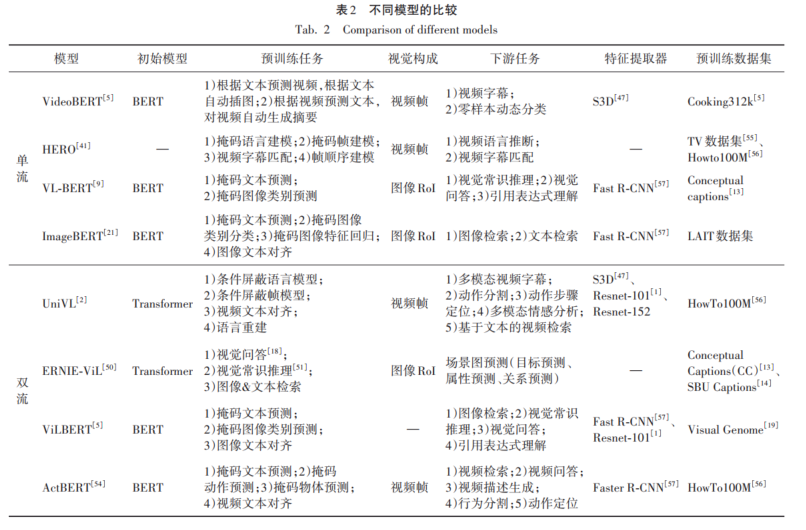 表2 不同模型的比较
Tab. 2 Comparison of different models
模型 初始模型 预训练任务 视觉构成 下游任务 特征提取器 预训练数据集
单流
VideoBERT[5] BERT 1)根据文本预测视频,根据文本自动插图;2)根据视频预测文本,对视频自动生成摘要 视频帧 1)视频字幕;2)零样本动态分类 S3D[47] Cooking312k[5]
HERO[41] — 1)掩码语言建模;2)掩码帧建模;3)视频字幕匹配;4)帧顺序建模 视频帧 1)视频语言推断;2)视频字幕匹配 — TV数据集[55]、Howto100M[56]
VL-BERT[9] BERT 1)掩码文本预测;2)掩码图像类别预测 图像RoI 1)视觉常识推理;2)视觉问答;3)引用表达式理解 Fast R-CNN[57] Conceptual captions[13]
ImageBERT[21] BERT 1)掩码文本预测;2)掩码图像类别分类;3)掩码图像特征回归;4)图像文本对齐 图像RoI 1)图像检索;2)文本检索 Fast R-CNN[57] LAIT数据集
双流
UniVL[2] Transformer 1)条件屏蔽语言模型;2)条件屏蔽帧模型;3)视频文本对齐;4)语言重建 视频帧 1)多模态视频字幕;2)动作分割;3)动作步骤定位;4)多模态情感分析;5)基于文本的视频检索 S3D[47]、Resnet-101[1]、Resnet-152 HowTo100M[56]
ERNIE-ViL[50] Transformer 1)视觉问答[18];2)视觉常识推理[51];3)图像&文本检索 图像RoI 场景图预测(目标预测、属性预测、关系预测) — Conceptual Captions(CC)[13]、SBU Captions[14]
ViLBERT[5] BERT 1)掩码文本预测;2)掩码图像类别预测;3)图像文本对齐 — 1)图像检索;2)视觉常识推理;3)视觉问答;4)引用表达式理解 Fast R-CNN[57]、Resnet-101[1] Visual Genome[19]
ActBERT[54] BERT 1)掩码文本预测;2)掩码动作预测;3)掩码物体预测;4)视频文本对齐 视频帧 1)视频检索;2)视频问答;3)视频描述生成;4)行为分割;5)动作定位 Faster R-CNN[57] HowTo100M[56]